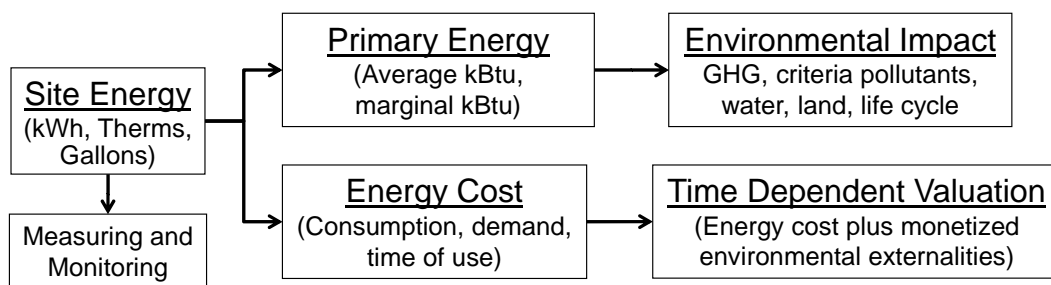 Site Energy
(kWh, Therms,
Gallons)
Measuring and
Monitoring
Primary Energy
(Average kBtu,
marginal kBtu)
Environmental Impact
GHG, criteria pollutants,
water, land, life cycle
Energy Cost
(Consumption, demand,
time of use)
Time Dependent Valuation
(Energy cost plus monetized
environmental externalities)